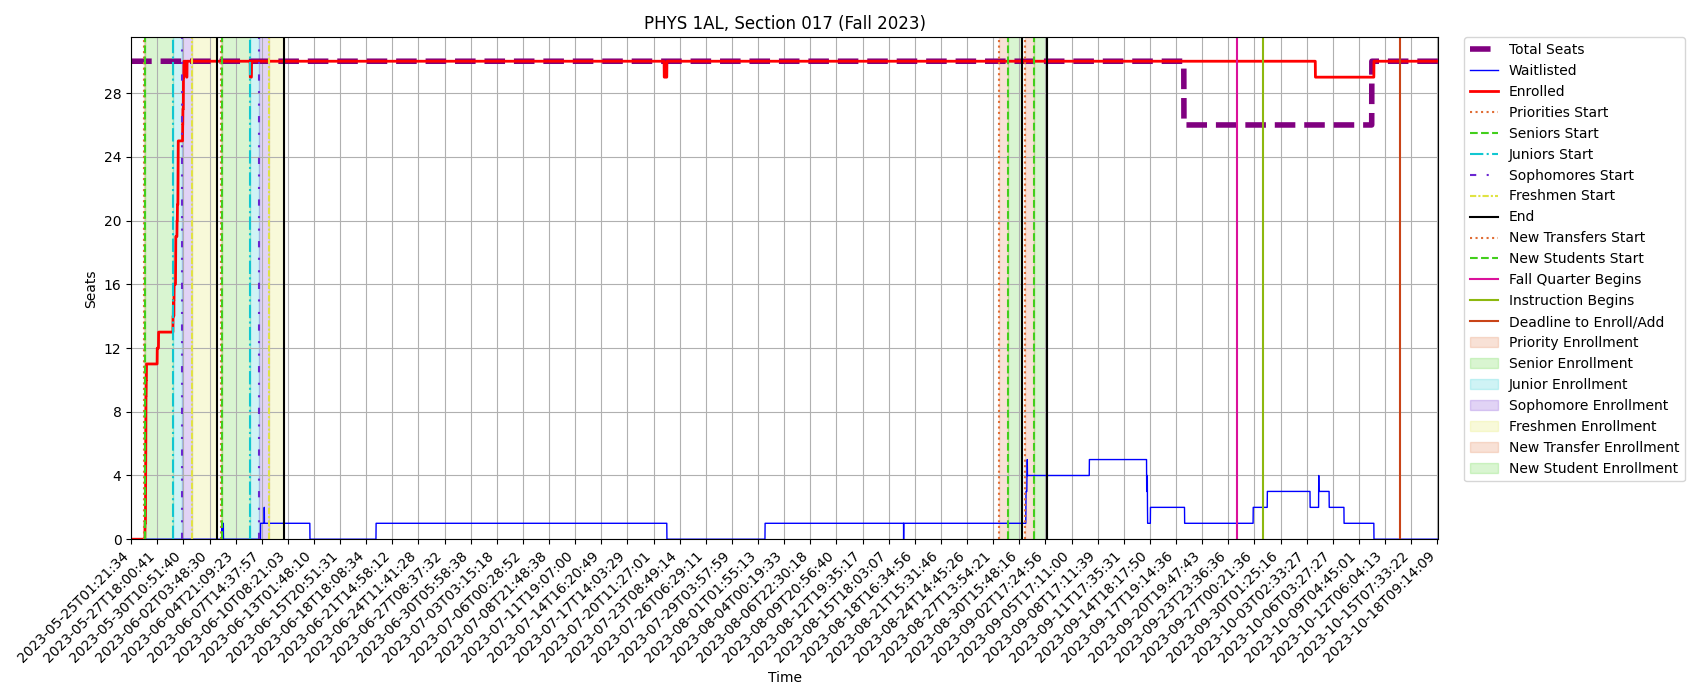 PHYS 1AL, Section 017 (Fall 2023)
Seats
28
24
20
16
12
8
4
0
2023-05-25T01:21:34
2023-05-27T18:00:41
2023-05-30T10:51:40
2023-06-02T03:48:30
2023-06-04T21:09:23
2023-06-07T14:37:57
2023-06-10T08:21:03
2023-06-13T01:48:10
2023-06-15T20:51:31
2023-06-18T18:08:34
2023-06-21T14:58:12
2023-06-24T11:41:28
2023-06-27T08:37:32
2023-06-30T05:58:38
2023-07-03T03:15:18
2023-07-06T00:28:52
2023-07-08T21:48:38
2023-07-11T19:07:00
2023-07-14T16:20:49
2023-07-17T14:03:29
2023-07-20T11:27:01
2023-07-23T08:49:14
2023-07-26T06:29:11
2023-07-29T03:57:59
2023-08-01T01:55:13
2023-08-04T00:19:33
2023-08-06T22:30:18
2023-08-09T20:56:40
2023-08-12T19:35:17
2023-08-15T18:03:07
2023-08-18T16:34:56
2023-08-21T15:31:46
2023-08-24T14:45:26
2023-08-27T13:54:21
2023-08-30T15:48:16
2023-09-02T17:24:56
2023-09-05T17:11:00
2023-09-08T17:11:39
2023-09-11T17:35:31
2023-09-14T18:17:50
2023-09-17T19:14:36
2023-09-20T19:47:43
2023-09-23T23:36:36
2023-09-27T00:21:36
2023-09-30T01:25:16
2023-10-03T02:33:27
2023-10-06T03:27:27
2023-10-09T04:45:01
2023-10-12T06:04:13
2023-10-15T07:33:22
2023-10-18T09:14:09
Time
Total Seats
Waitlisted
Enrolled
Priorities Start
Seniors Start
Juniors Start
Sophomores Start
Freshmen Start
End
New Transfers Start
New Students Start
Fall Quarter Begins
Instruction Begins
Deadline to Enroll/Add
Priority Enrollment
Senior Enrollment
Junior Enrollment
Sophomore Enrollment
Freshmen Enrollment
New Transfer Enrollment
New Student Enrollment